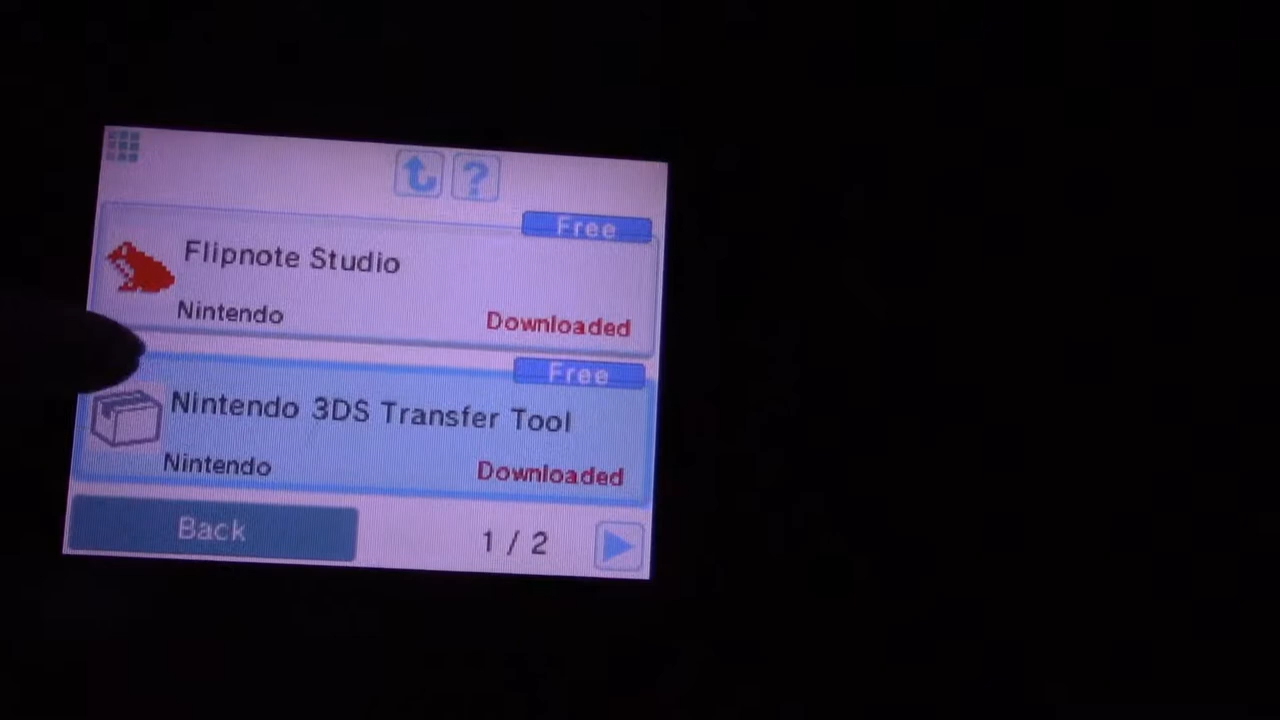 ?
Free
Flipnote Studio
Nintendo
Downloaded
Free
Nintendo 3DS Transfer Tool
Nintendo
Downloaded
Back
1 / 2